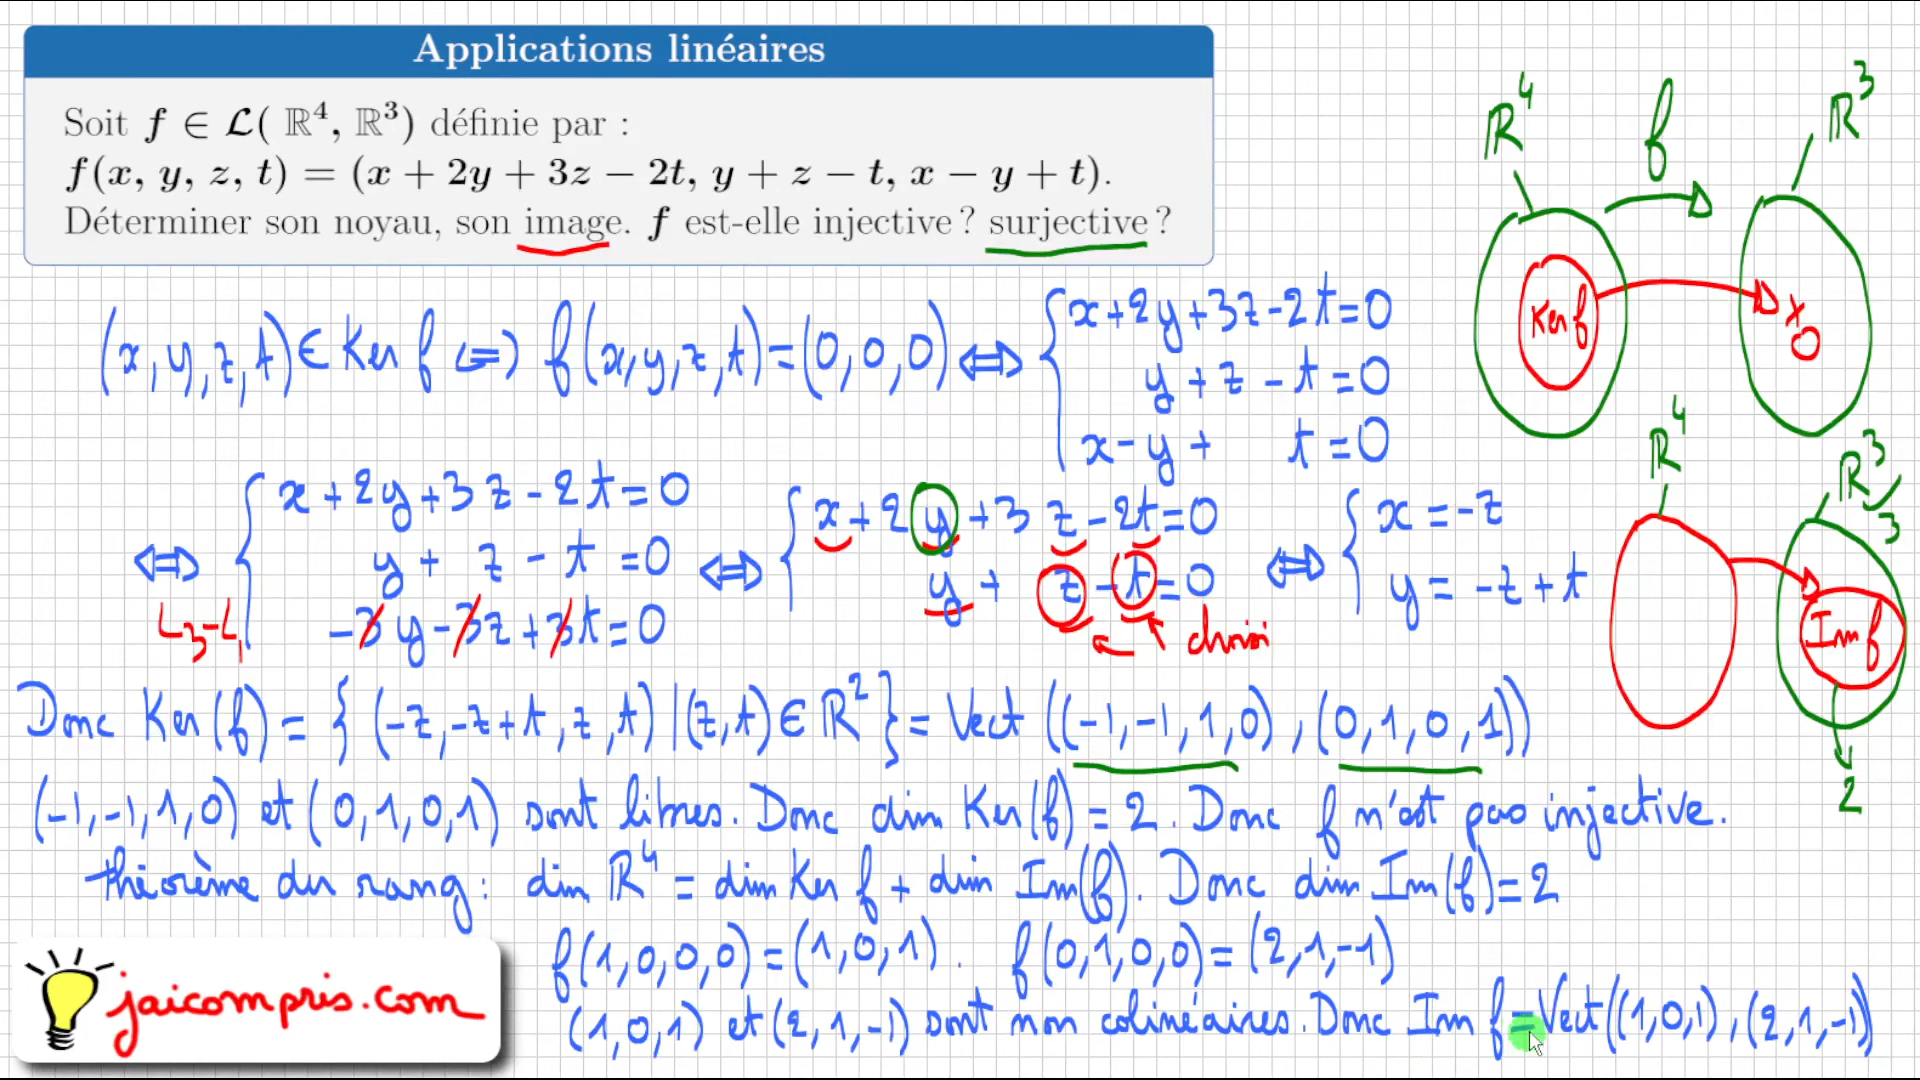 Applications linéaires
Soit f ∈ ℒ( ℝ⁴, ℝ³) définie par :
f(x, y, z, t) = (x + 2y + 3z − 2t, y + z − t, x − y + t).
Déterminer son noyau, son image. f est-elle injective ? surjective ?
ℝ⁴ f ℝ³
Ker f 0
(x,y,z,t) ∈ Ker f ⇔ f(x,y,z,t) = (0,0,0) ⇔ { x+2y+3z-2t=0
y+z-t=0
x-y+ t=0
ℝ⁴ ℝ³ 3
Im f
2
⇔ { x+2y+3z-2t=0
y+ z-t=0
L3-L1 -3y-3z+3t=0
⇔ { x+2y+3z-2t=0
y+ z-t=0
⇔ { x=-z
y=-z+t
Donc Ker(f) = { (-z,-z+t,z,t) | (z,t) ∈ ℝ² } = Vect ((-1,-1,1,0),(0,1,0,1))
(-1,-1,1,0) et (0,1,0,1) sont libres. Donc dim Ker(f) = 2. Donc f n'est pas injective.
théorème du rang : dim ℝ⁴ = dim Ker f + dim Im(f). Donc dim Im(f) = 2
f(1,0,0,0)=(1,0,1). f(0,1,0,0)=(2,1,-1)
(1,0,1) et (2,1,-1) sont non colinéaires. Donc Im f = Vect((1,0,1),(2,1,-1))
jaicompris.com